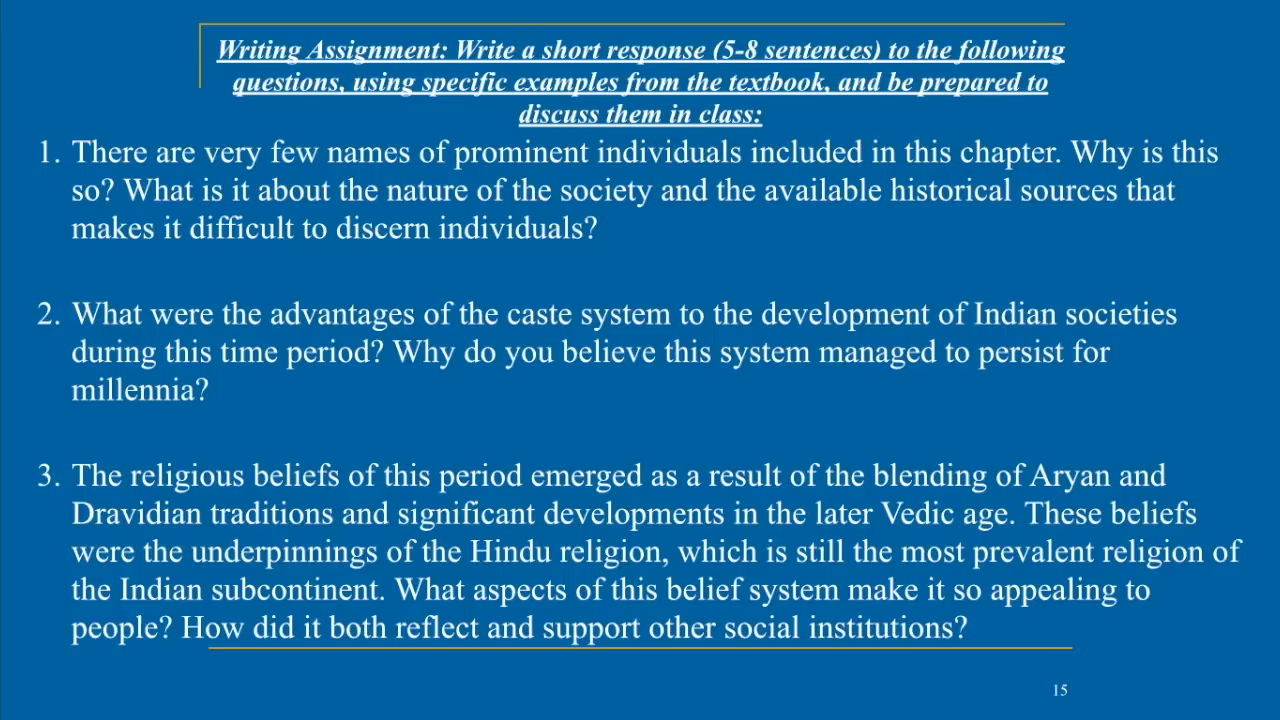 Writing Assignment: Write a short response (5-8 sentences) to the following
questions, using specific examples from the textbook, and be prepared to
discuss them in class:
1. There are very few names of prominent individuals included in this chapter. Why is this
so? What is it about the nature of the society and the available historical sources that
makes it difficult to discern individuals?
2. What were the advantages of the caste system to the development of Indian societies
during this time period? Why do you believe this system managed to persist for
millennia?
3. The religious beliefs of this period emerged as a result of the blending of Aryan and
Dravidian traditions and significant developments in the later Vedic age. These beliefs
were the underpinnings of the Hindu religion, which is still the most prevalent religion of
the Indian subcontinent. What aspects of this belief system make it so appealing to
people? How did it both reflect and support other social institutions?
15